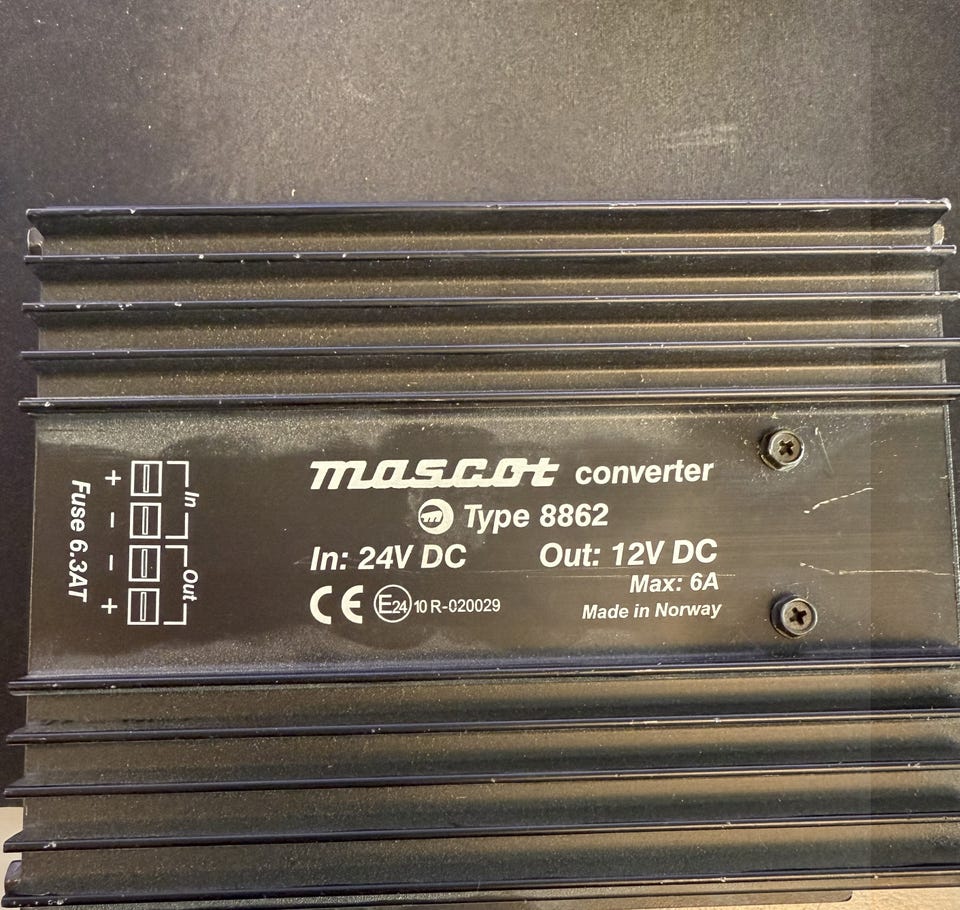 mascot converter
Type 8862
In: 24V DC Out: 12V DC
Max: 6A
CE E24 10 R-020029
Made in Norway
In
Out
+ - - +
Fuse 6.3AT